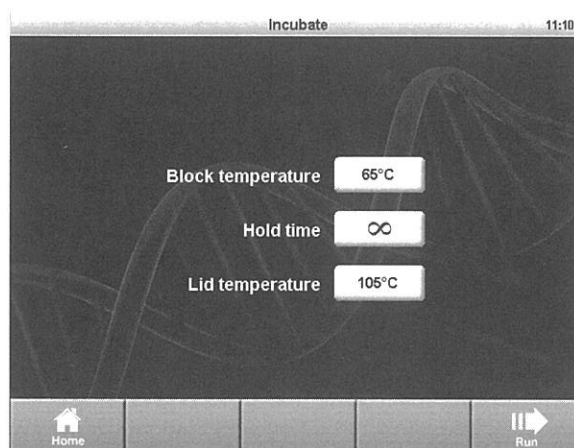 Incubate 11:10
Block temperature 65°C
Hold time ∞
Lid temperature 105°C
Home Run